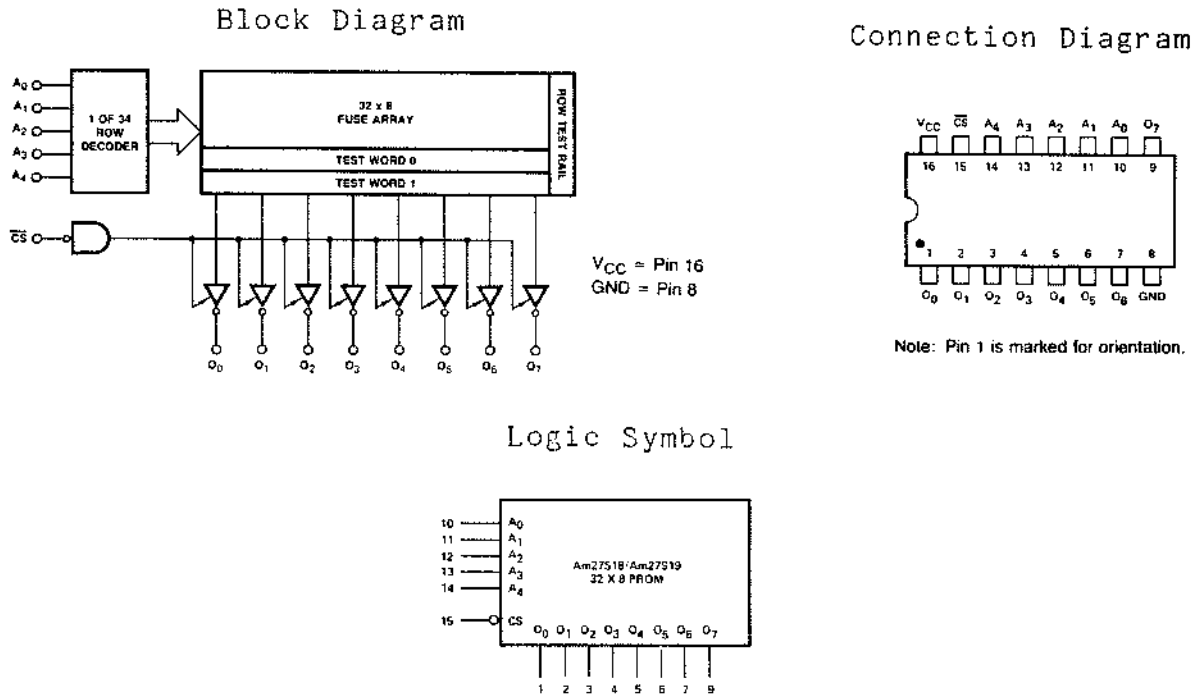 Block Diagram
A0
A1
A2
A3
A4
1 OF 34
ROW
DECODER
32 x 8
FUSE ARRAY
TEST WORD 0
TEST WORD 1
ROW TEST RAIL
CS
VCC = Pin 16
GND = Pin 8
O0 O1 O2 O3 O4 O5 O6 O7
Connection Diagram
VCC CS A4 A3 A2 A1 A0 O7
16 15 14 13 12 11 10 9
1 2 3 4 5 6 7 8
O0 O1 O2 O3 O4 O5 O6 GND
Note: Pin 1 is marked for orientation.
Logic Symbol
10 A0
11 A1
12 A2
13 A3
14 A4
15 CS
Am27S18/Am27S19
32 X 8 PROM
O0 O1 O2 O3 O4 O5 O6 O7
1 2 3 4 5 6 7 9